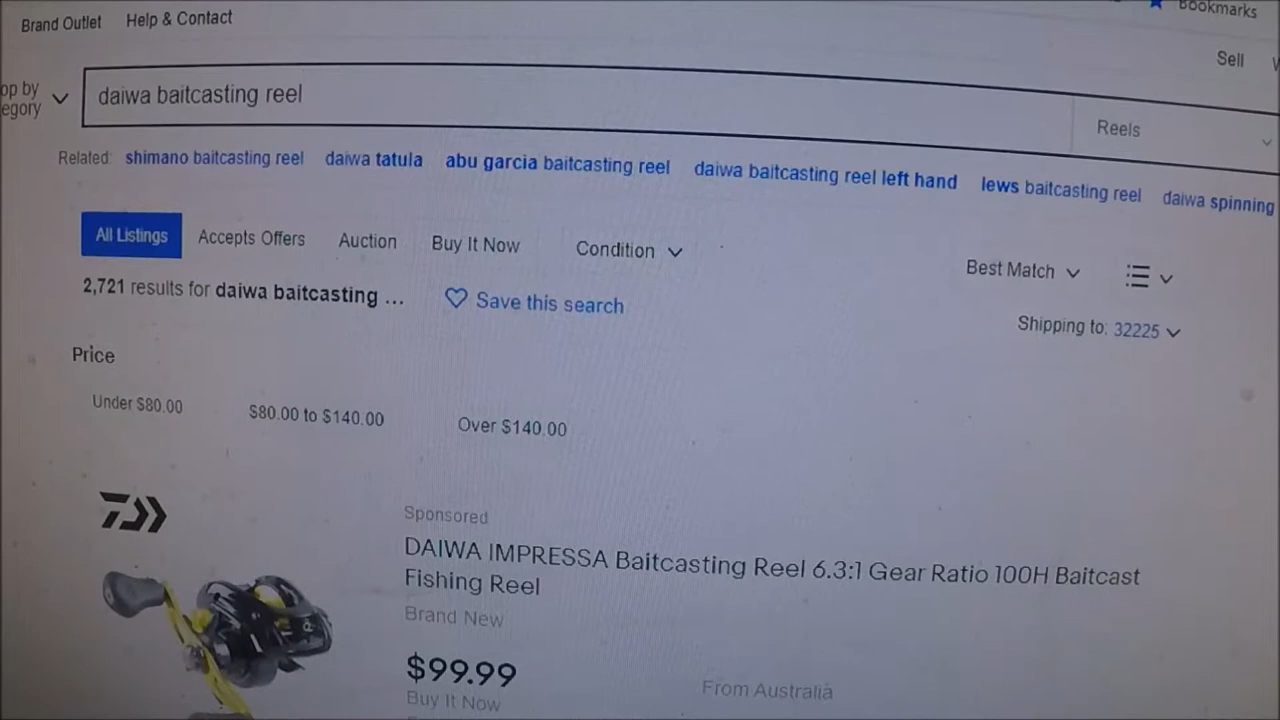 Bookmarks
Brand Outlet Help & Contact
Sell
op by
egory
daiwa baitcasting reel
Reels
Related: shimano baitcasting reel daiwa tatula abu garcia baitcasting reel daiwa baitcasting reel left hand lews baitcasting reel daiwa spinning
All Listings Accepts Offers Auction Buy It Now Condition
Best Match
2,721 results for daiwa baitcasting ... Save this search
Shipping to: 32225
Price
Under $80.00 $80.00 to $140.00 Over $140.00
Sponsored
DAIWA IMPRESSA Baitcasting Reel 6.3:1 Gear Ratio 100H Baitcast
Fishing Reel
Brand New
$99.99
Buy It Now
From Australia